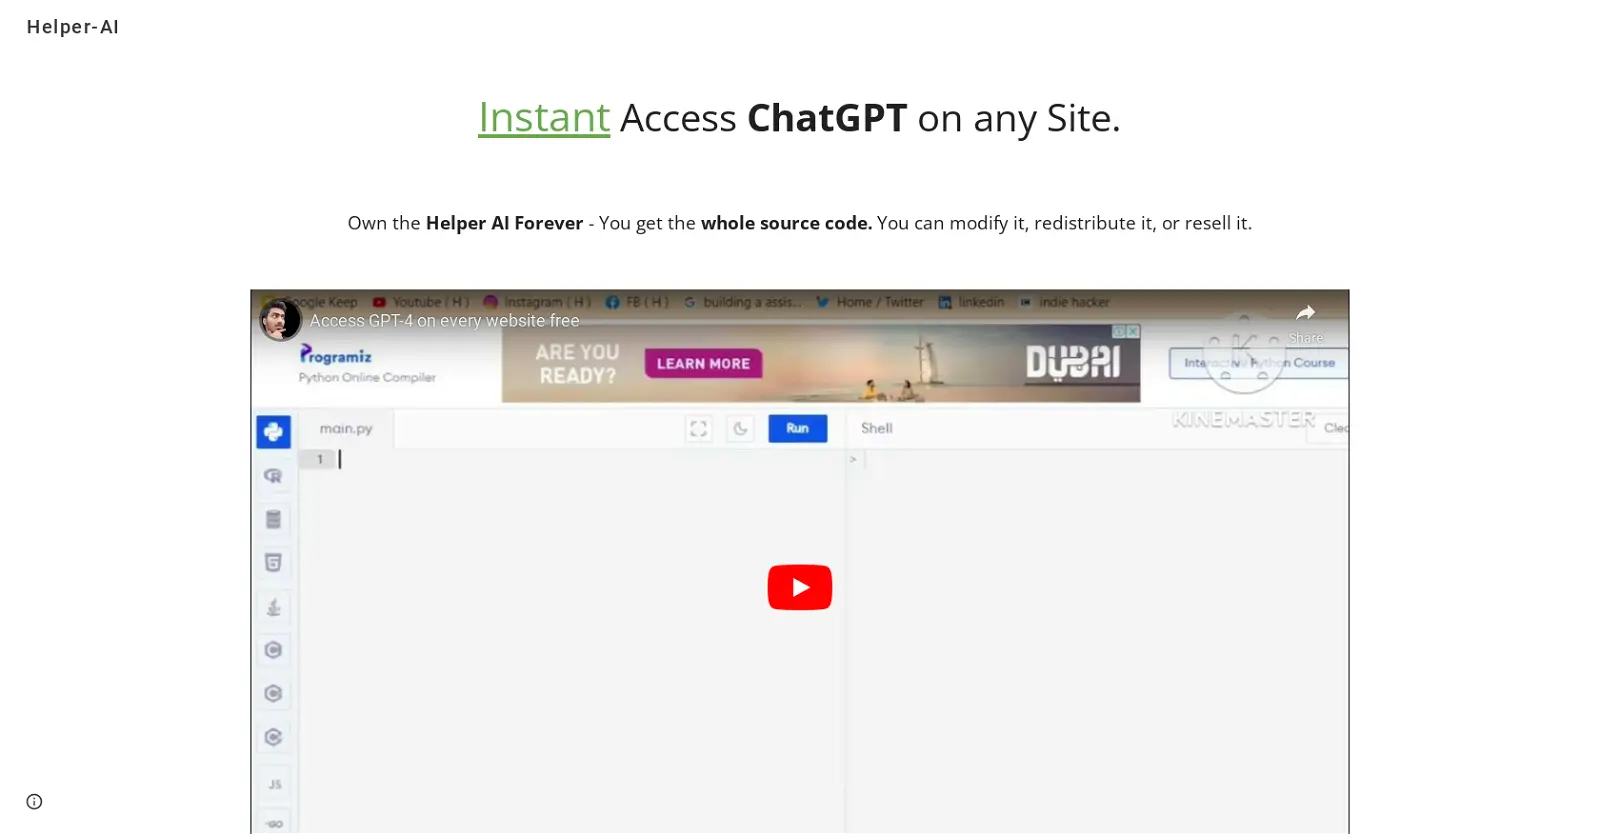 Helper-AI
Instant Access ChatGPT on any Site.
Own the Helper AI Forever - You get the whole source code. You can modify it, redistribute it, or resell it.
Google Keep Youtube ( H ) Instagram ( H ) FB ( H ) building a assis... Home / Twitter linkedin indie hacker
Access GPT-4 on every website free
Share
Programiz
Python Online Compiler
ARE YOU READY?
LEARN MORE
DUBAI
Interactive Python Course
KINEMASTER
main.py
Run
Shell
Clea
1
>
JS
GO